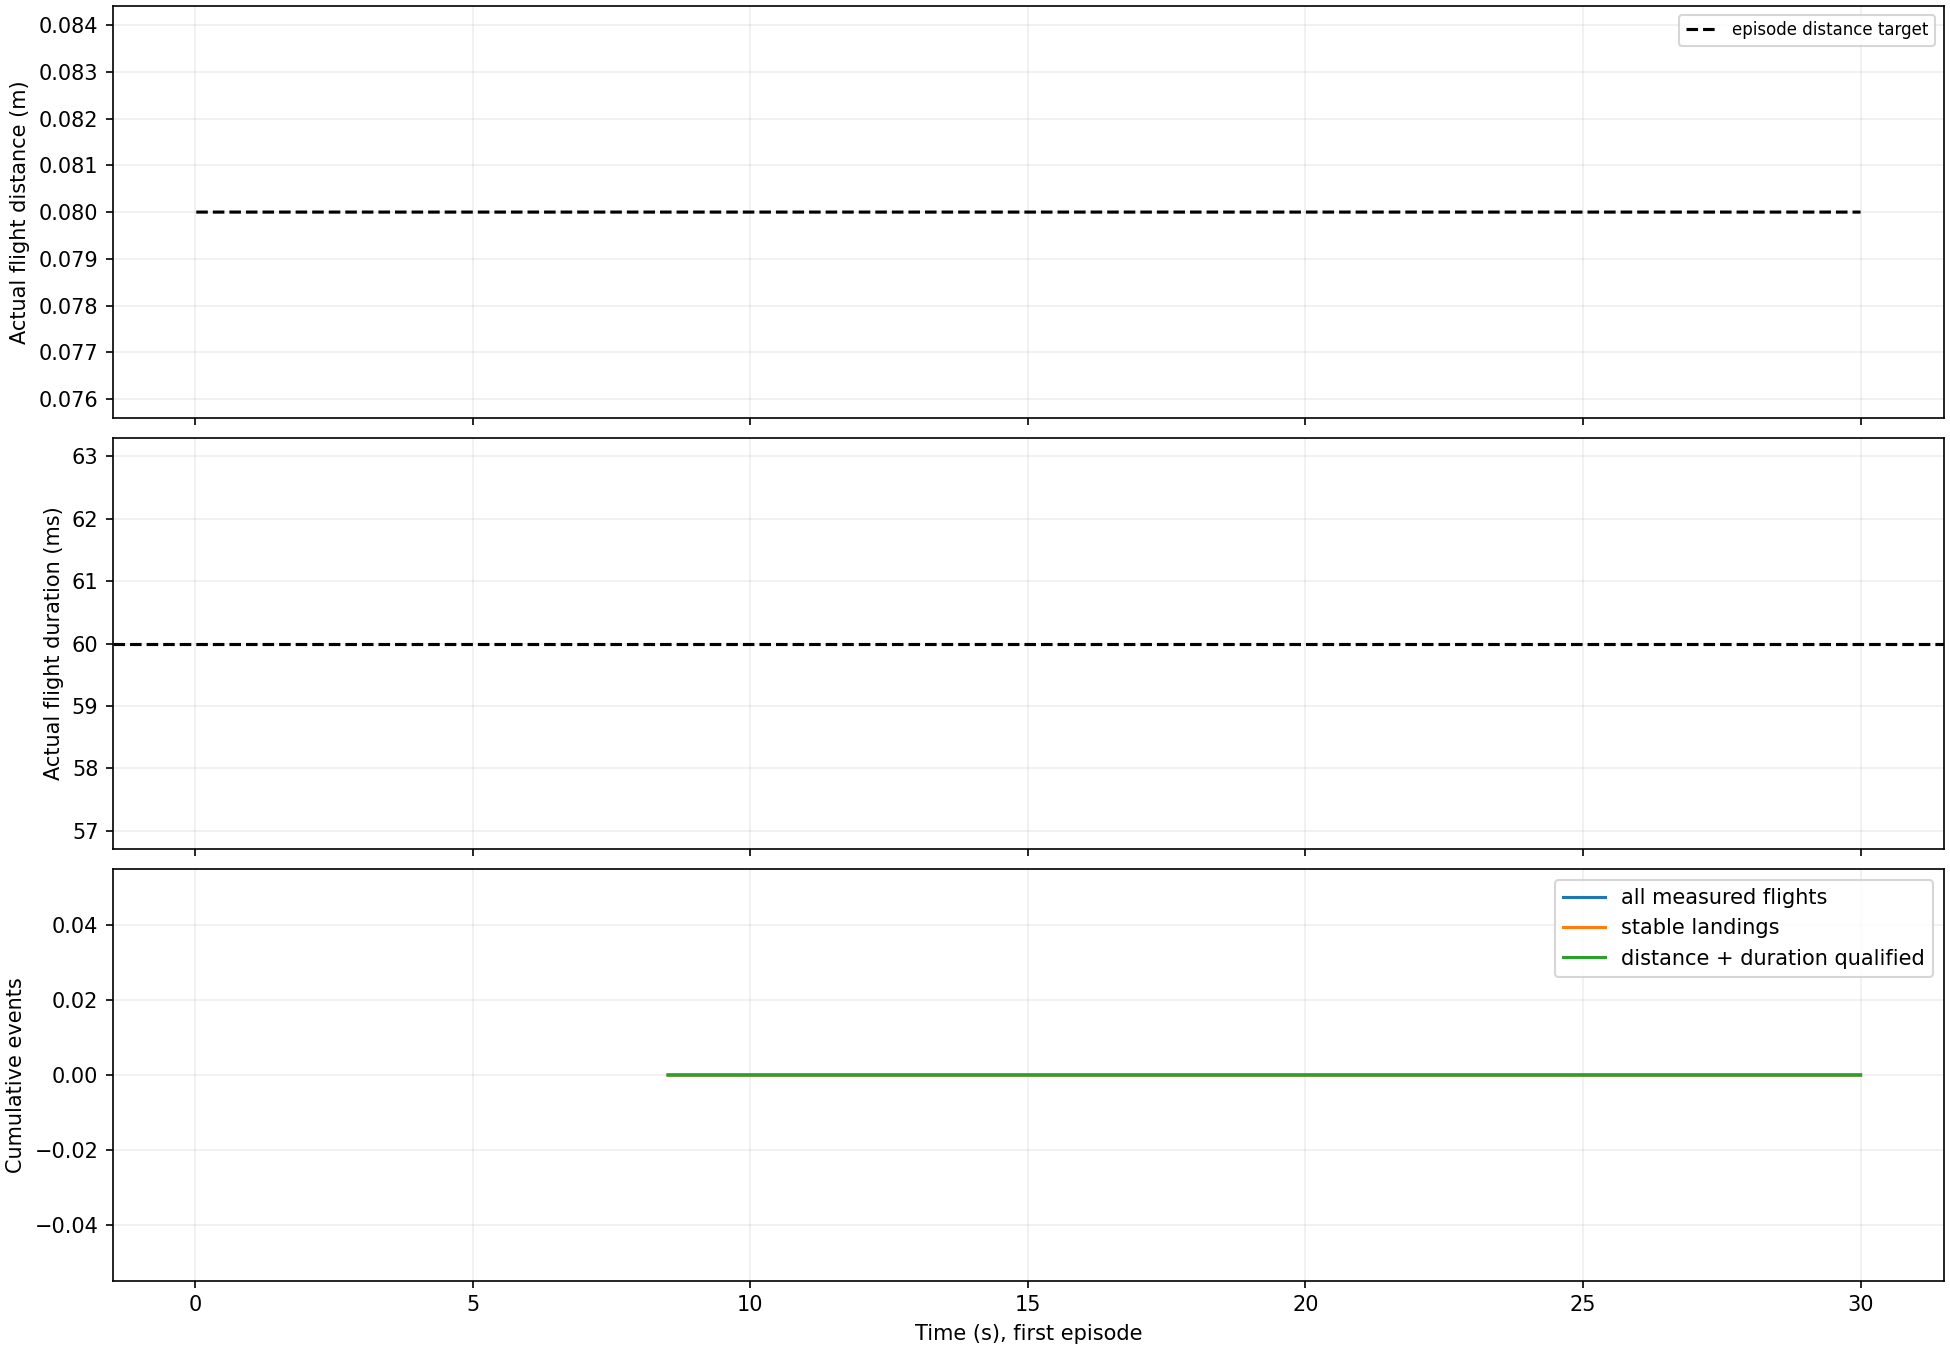 0.084
0.083
0.082
0.081
0.080
0.079
0.078
0.077
0.076
Actual flight distance (m)
episode distance target
63
62
61
60
59
58
57
Actual flight duration (ms)
0.04
0.02
0.00
−0.02
−0.04
Cumulative events
all measured flights
stable landings
distance + duration qualified
0 5 10 15 20 25 30
Time (s), first episode